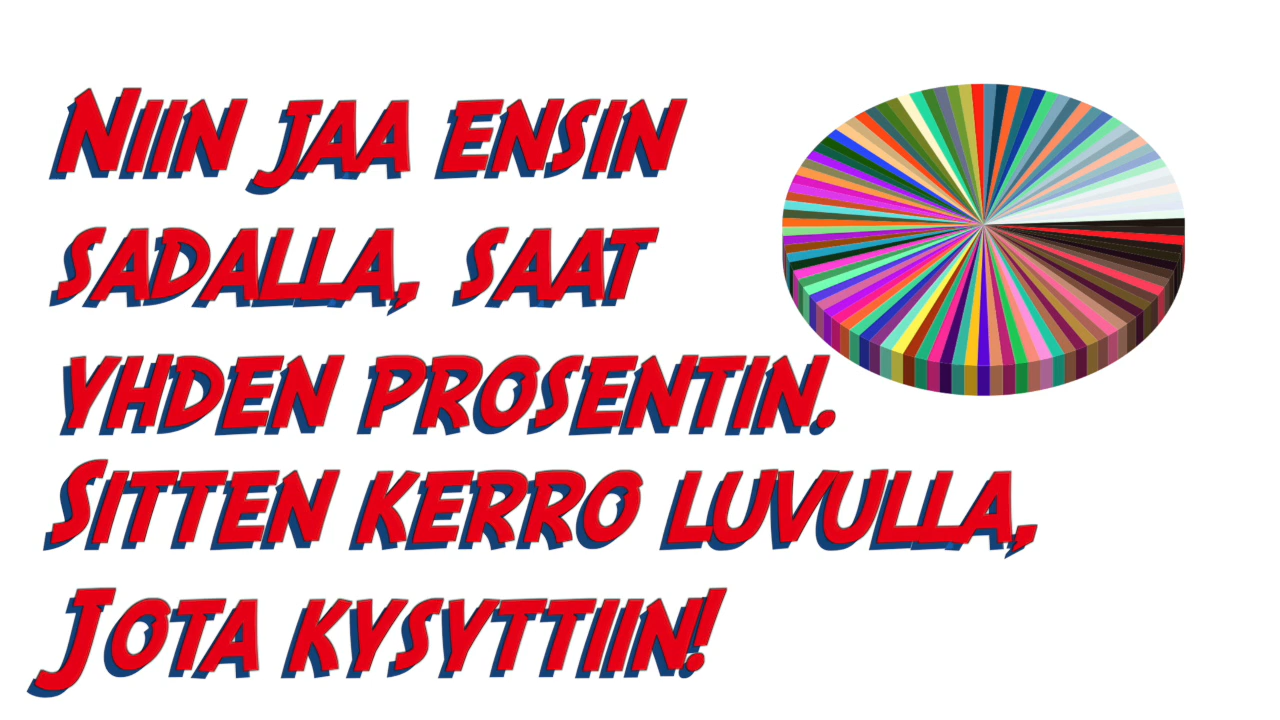 Niin jaa ensin
sadalla, saat
yhden prosentin.
Sitten kerro luvulla,
Jota kysyttiin!